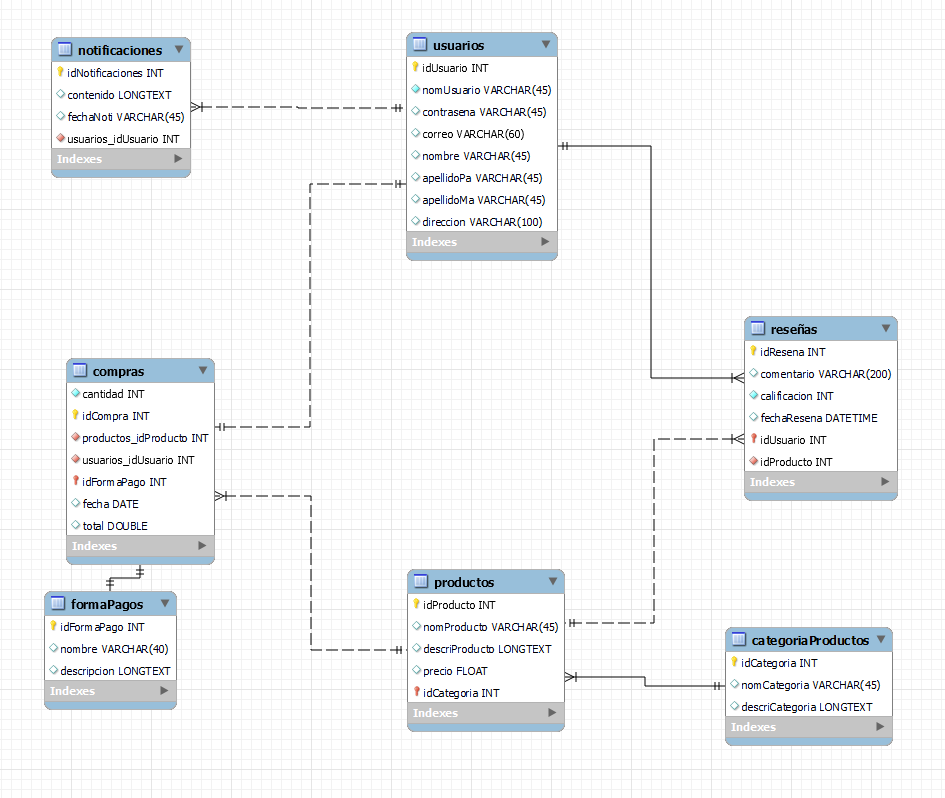 notificaciones
idNotificaciones INT
contenido LONGTEXT
fechaNoti VARCHAR(45)
usuarios_idUsuario INT
Indexes
usuarios
idUsuario INT
nomUsuario VARCHAR(45)
contrasena VARCHAR(45)
correo VARCHAR(60)
nombre VARCHAR(45)
apellidoPa VARCHAR(45)
apellidoMa VARCHAR(45)
direccion VARCHAR(100)
Indexes
reseñas
idResena INT
comentario VARCHAR(200)
calificacion INT
fechaResena DATETIME
idUsuario INT
idProducto INT
Indexes
compras
cantidad INT
idCompra INT
productos_idProducto INT
usuarios_idUsuario INT
idFormaPago INT
fecha DATE
total DOUBLE
Indexes
formaPagos
idFormaPago INT
nombre VARCHAR(40)
descripcion LONGTEXT
Indexes
productos
idProducto INT
nomProducto VARCHAR(45)
descriProducto LONGTEXT
precio FLOAT
idCategoria INT
Indexes
categoriaProductos
idCategoria INT
nomCategoria VARCHAR(45)
descriCategoria LONGTEXT
Indexes